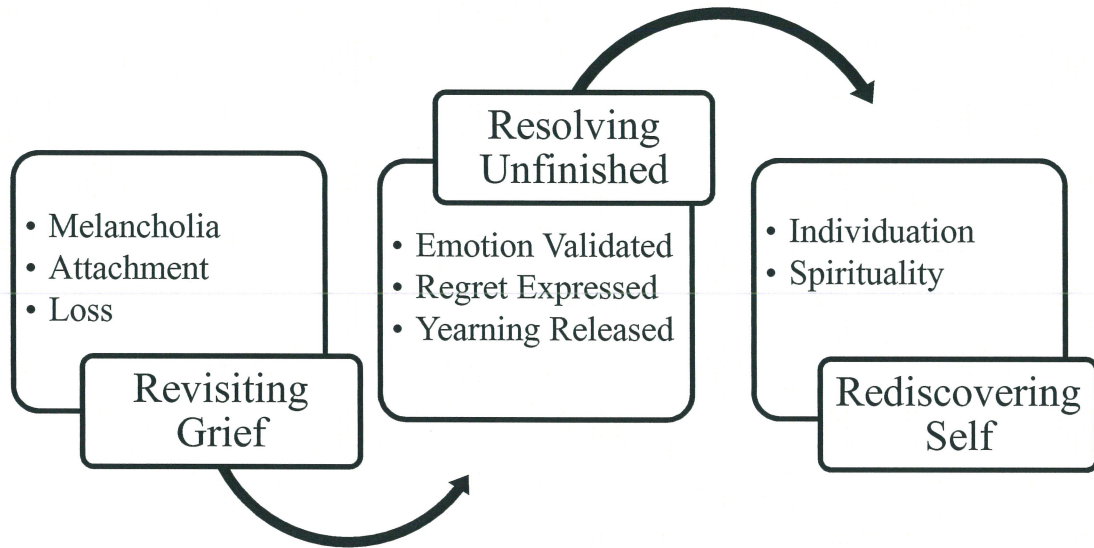 • Melancholia
• Attachment
• Loss
Revisiting
Grief
Resolving
Unfinished
• Emotion Validated
• Regret Expressed
• Yearning Released
• Individuation
• Spirituality
Rediscovering
Self